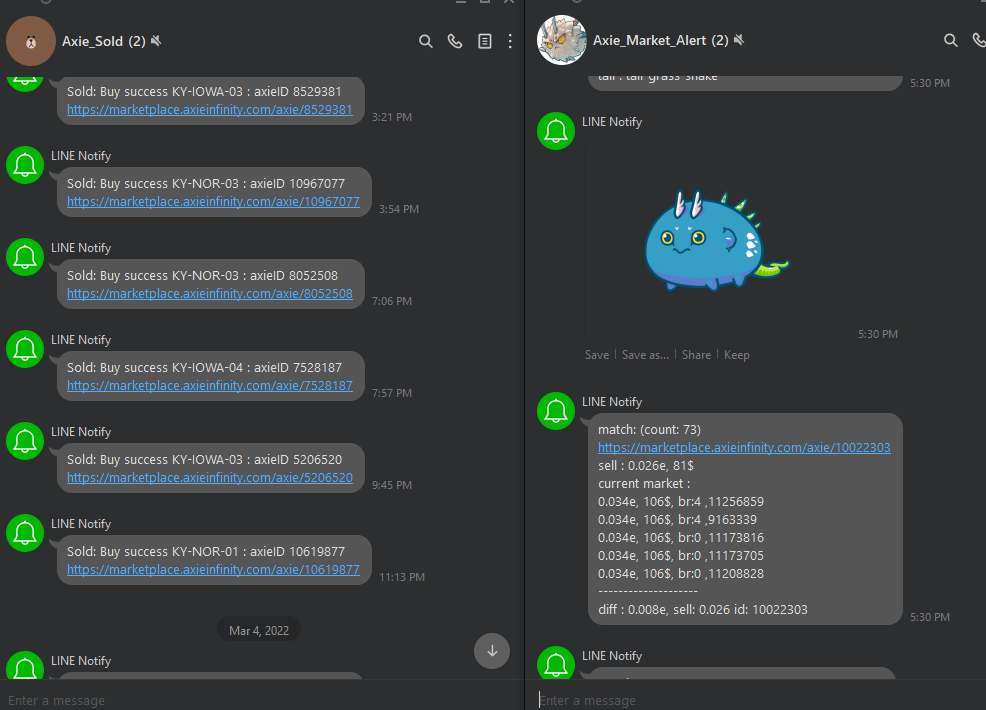 Axie_Sold (2)
Sold: Buy success KY-IOWA-03 : axieID 8529381
https://marketplace.axieinfinity.com/axie/8529381
3:21 PM
LINE Notify
Sold: Buy success KY-NOR-03 : axieID 10967077
https://marketplace.axieinfinity.com/axie/10967077
3:54 PM
LINE Notify
Sold: Buy success KY-NOR-03 : axieID 8052508
https://marketplace.axieinfinity.com/axie/8052508
7:06 PM
LINE Notify
Sold: Buy success KY-IOWA-04 : axieID 7528187
https://marketplace.axieinfinity.com/axie/7528187
7:57 PM
LINE Notify
Sold: Buy success KY-IOWA-03 : axieID 5206520
https://marketplace.axieinfinity.com/axie/5206520
9:45 PM
LINE Notify
Sold: Buy success KY-NOR-01 : axieID 10619877
https://marketplace.axieinfinity.com/axie/10619877
11:13 PM
Mar 4, 2022
LINE Notify
Enter a message
Axie_Market_Alert (2)
tail : tail-grass-snake
5:30 PM
LINE Notify
5:30 PM
Save | Save as... | Share | Keep
LINE Notify
match: (count: 73)
https://marketplace.axieinfinity.com/axie/10022303
sell : 0.026e, 81$
current market :
0.034e, 106$, br:4 ,11256859
0.034e, 106$, br:4 ,9163339
0.034e, 106$, br:0 ,11173816
0.034e, 106$, br:0 ,11173705
0.034e, 106$, br:0 ,11208828
--------------------
diff : 0.008e, sell: 0.026 id: 10022303
5:30 PM
LINE Notify
Enter a message